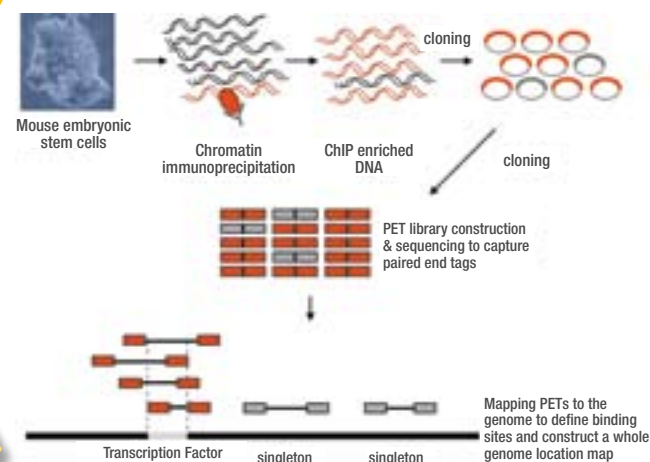 cloning
Mouse embryonic
stem cells
Chromatin
immunoprecipitation
ChIP enriched
DNA
cloning
PET library construction
& sequencing to capture
paired end tags
Mapping PETs to the
genome to define binding
sites and construct a whole
genome location map
Transcription Factor
singleton
singleton